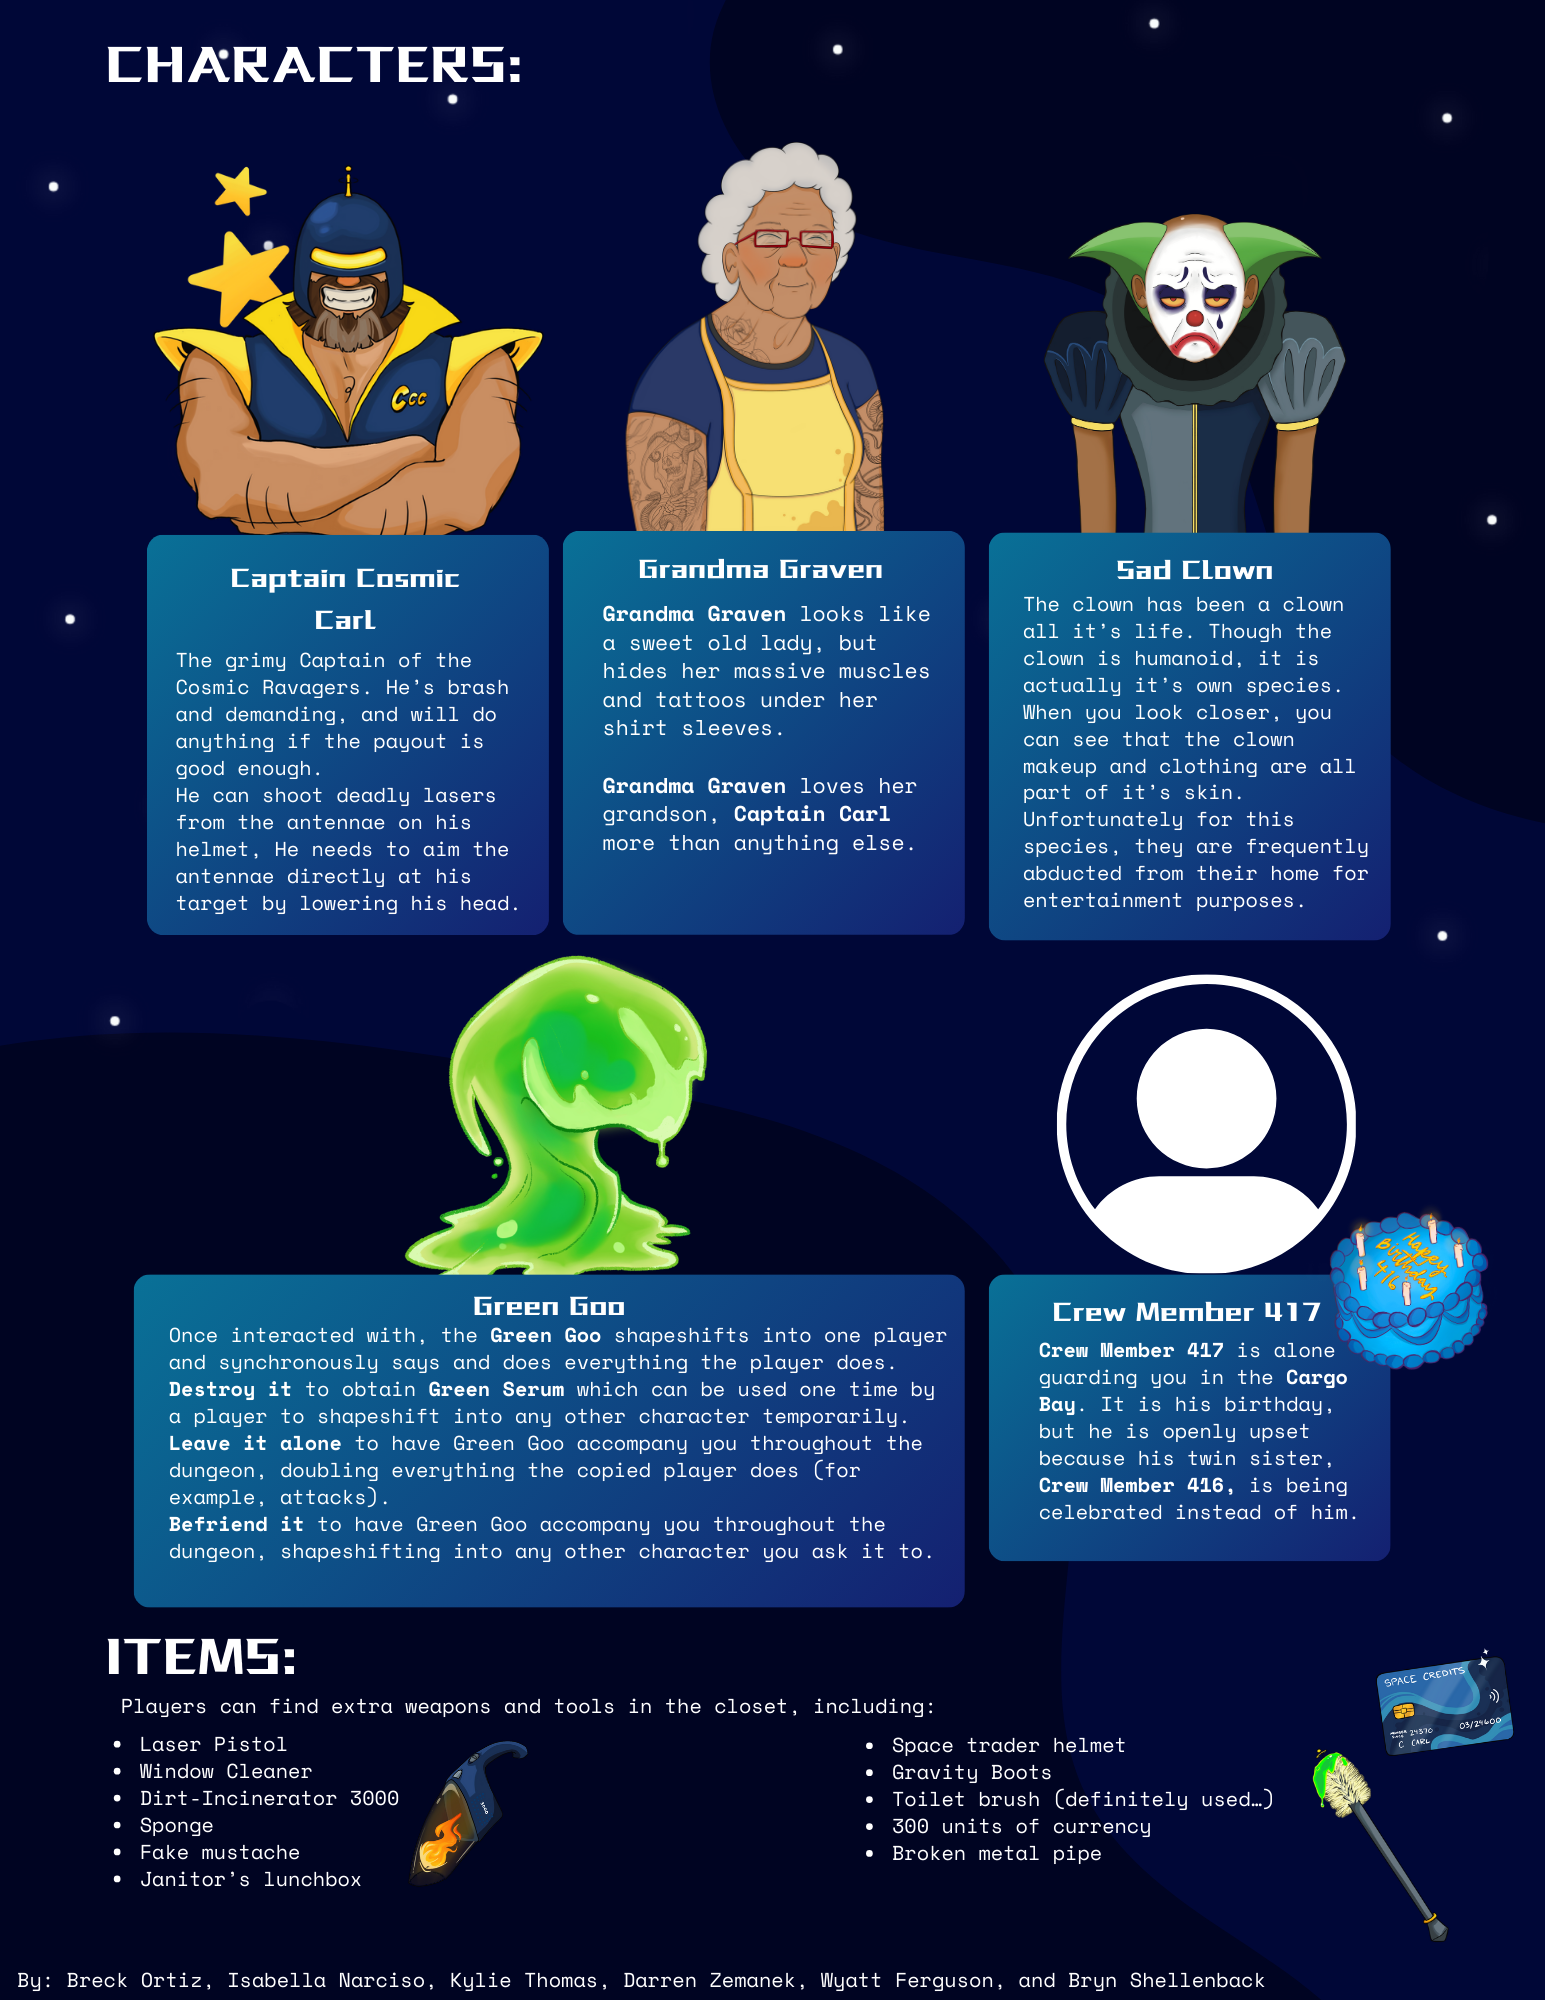 CHARACTERS:
Ccc
Captain Cosmic
Carl
The grimy Captain of the
Cosmic Ravagers. He's brash
and demanding, and will do
anything if the payout is
good enough.
He can shoot deadly lasers
from the antennae on his
helmet, He needs to aim the
antennae directly at his
target by lowering his head.
Grandma Graven
Grandma Graven looks like
a sweet old lady, but
hides her massive muscles
and tattoos under her
shirt sleeves.
Grandma Graven loves her
grandson, Captain Carl
more than anything else.
Sad Clown
The clown has been a clown
all it's life. Though the
clown is humanoid, it is
actually it's own species.
When you look closer, you
can see that the clown
makeup and clothing are all
part of it's skin.
Unfortunately for this
species, they are frequently
abducted from their home for
entertainment purposes.
Green Goo
Once interacted with, the Green Goo shapeshifts into one player
and synchronously says and does everything the player does.
Destroy it to obtain Green Serum which can be used one time by
a player to shapeshift into any other character temporarily.
Leave it alone to have Green Goo accompany you throughout the
dungeon, doubling everything the copied player does (for
example, attacks).
Befriend it to have Green Goo accompany you throughout the
dungeon, shapeshifting into any other character you ask it to.
Happy
Birthday
416
Crew Member 417
Crew Member 417 is alone
guarding you in the Cargo
Bay. It is his birthday,
but he is openly upset
because his twin sister,
Crew Member 416, is being
celebrated instead of him.
ITEMS:
Players can find extra weapons and tools in the closet, including:
• Laser Pistol
• Window Cleaner
• Dirt-Incinerator 3000
• Sponge
• Fake mustache
• Janitor's lunchbox
3000
• Space trader helmet
• Gravity Boots
• Toilet brush (definitely used…)
• 300 units of currency
• Broken metal pipe
SPACE CREDITS
24370
03/24600
C CARL
By: Breck Ortiz, Isabella Narciso, Kylie Thomas, Darren Zemanek, Wyatt Ferguson, and Bryn Shellenback